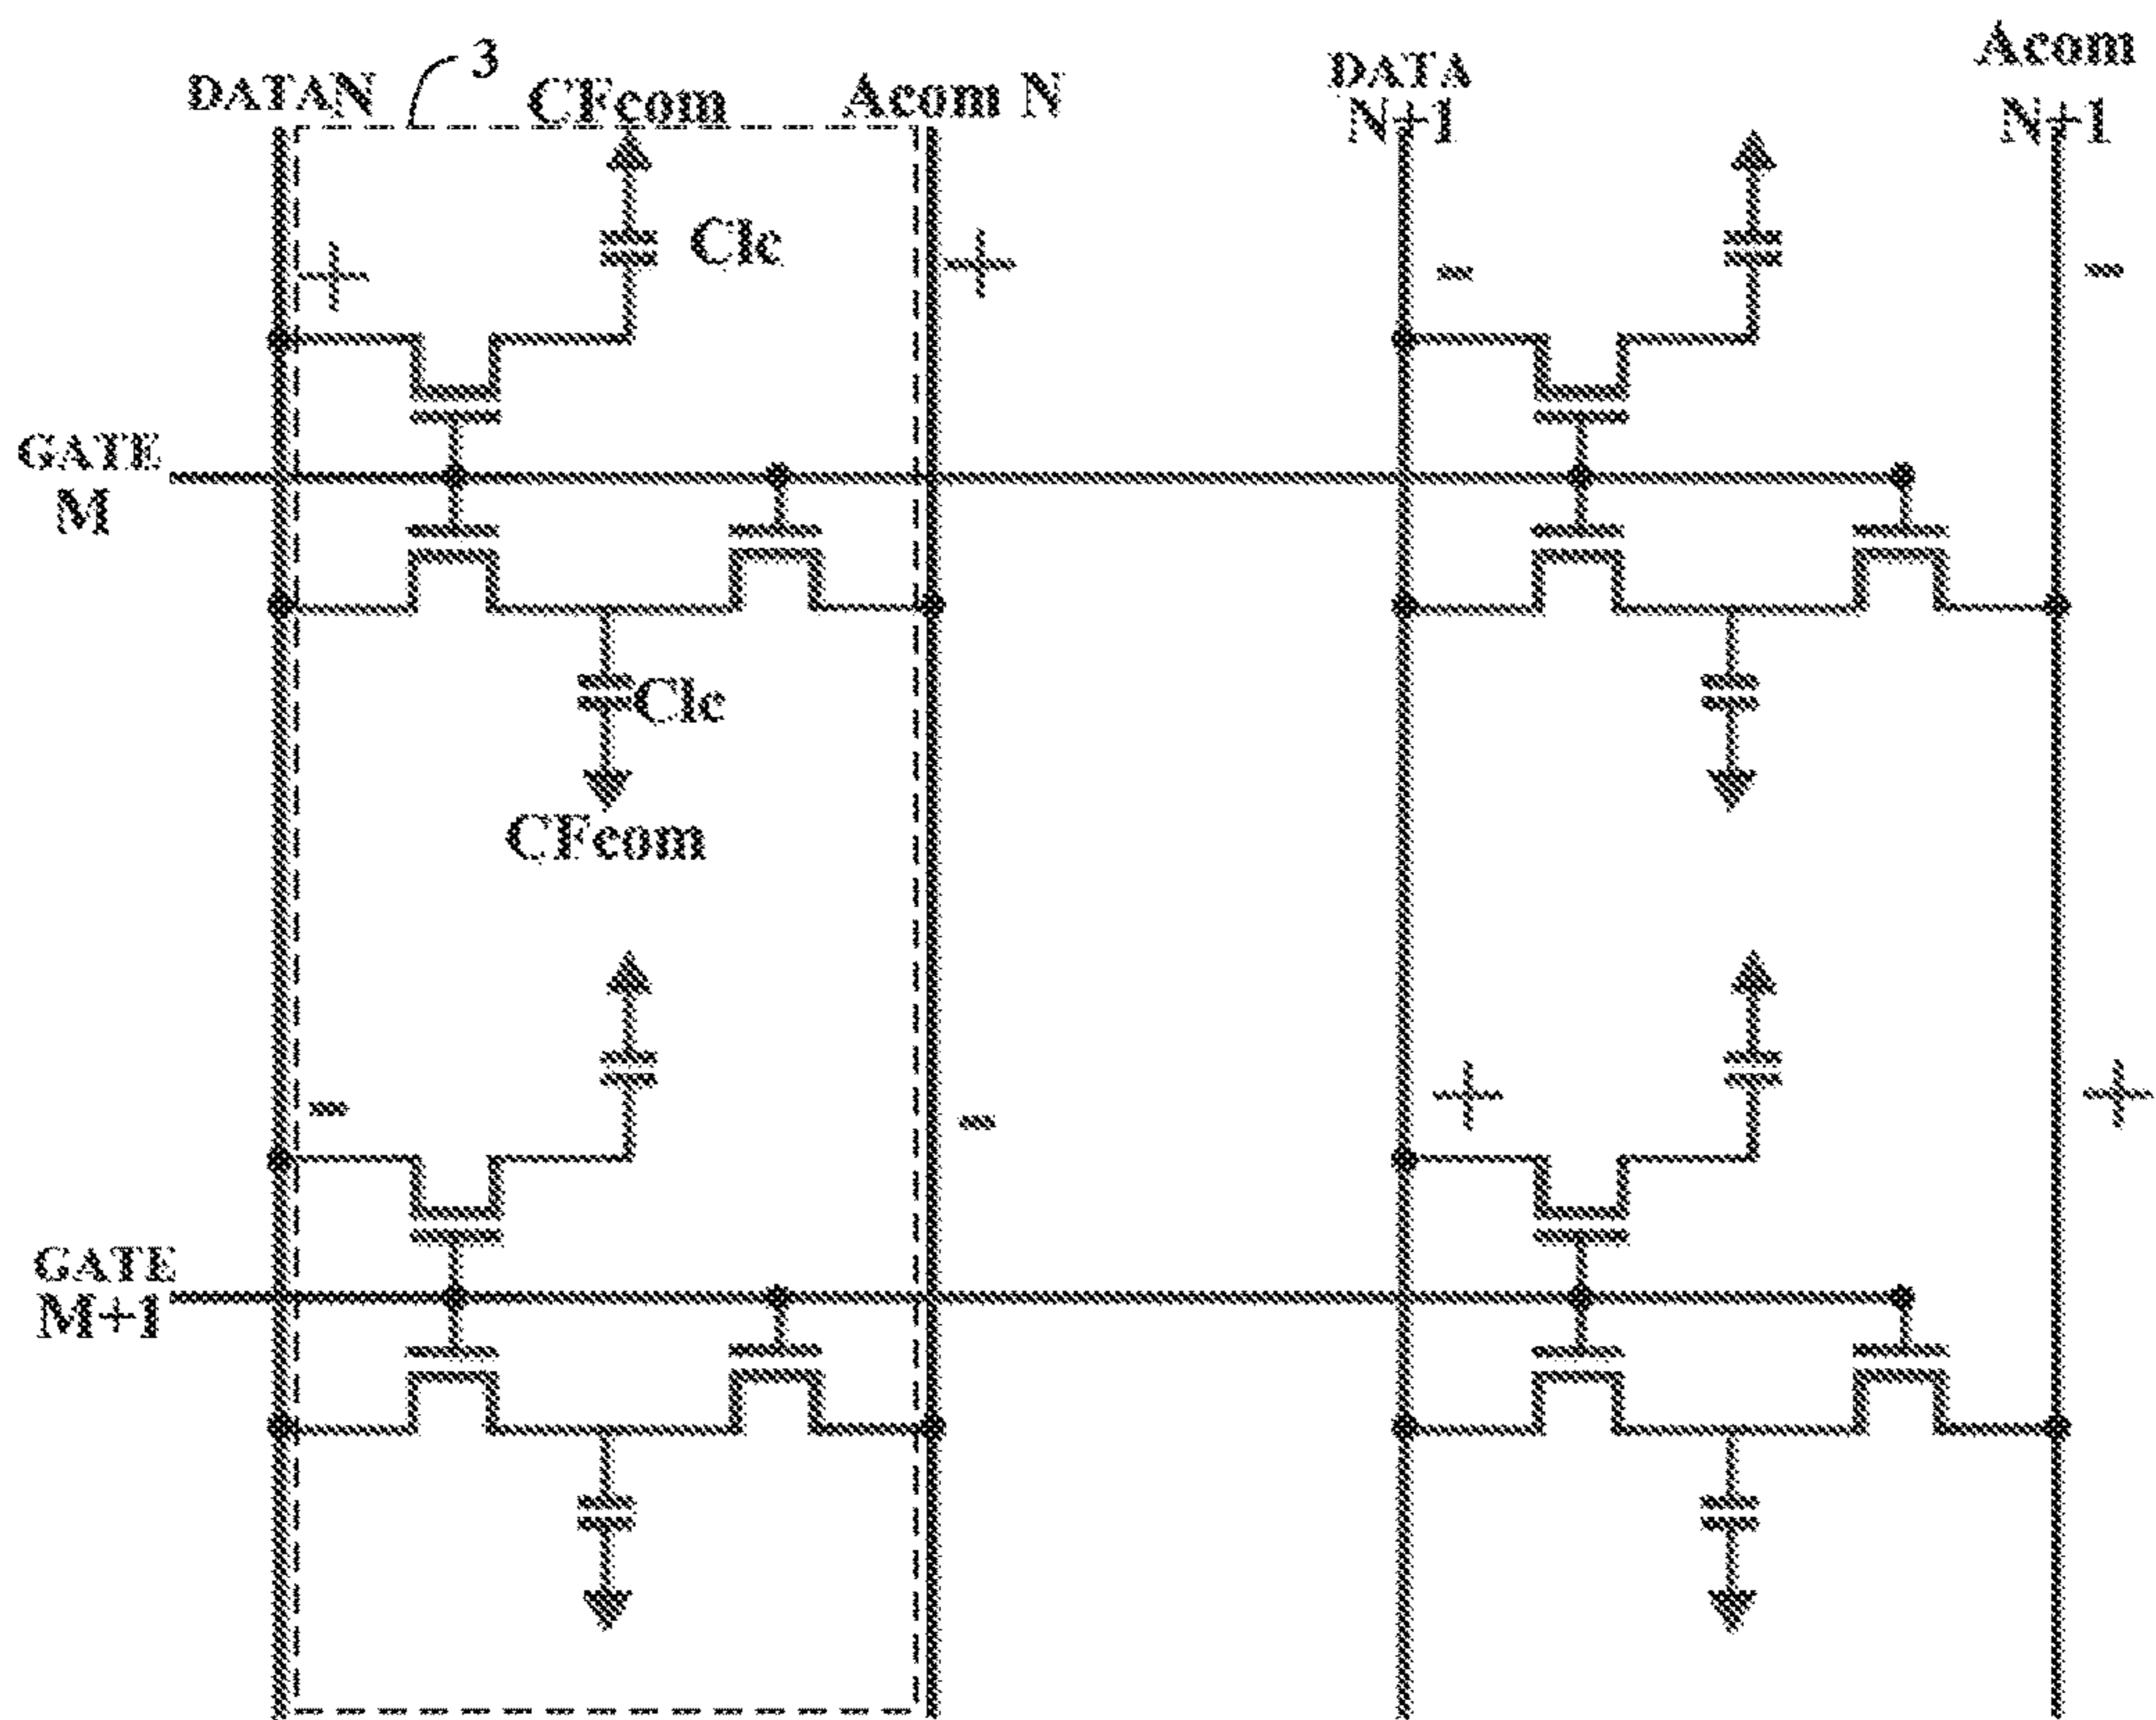 3
DATAN
CFcom
Acom N
DATA
N+1
Acom
N+1
Clc
+
+
-
-
GATE
M
Clc
CFcom
-
-
+
+
GATE
M+1